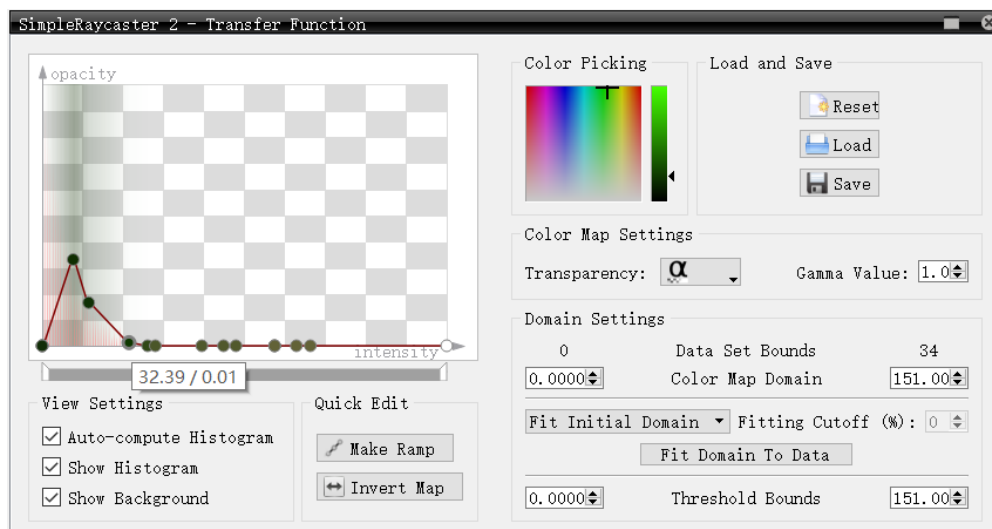 SimpleRaycaster 2 - Transfer Function
opacity
intensity
32.39 / 0.01
View Settings
Auto-compute Histogram
Show Histogram
Show Background
Quick Edit
Make Ramp
Invert Map
Color Picking
Load and Save
Reset
Load
Save
Color Map Settings
Transparency: α
Gamma Value: 1.0
Domain Settings
0 Data Set Bounds 34
0.0000 Color Map Domain 151.00
Fit Initial Domain Fitting Cutoff (%): 0
Fit Domain To Data
0.0000 Threshold Bounds 151.00